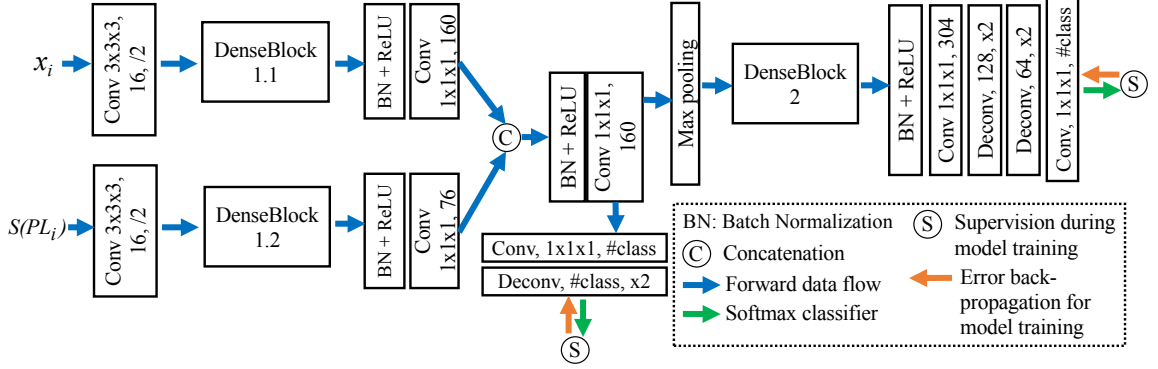 x_i
Conv 3x3x3,
16, /2
DenseBlock
1.1
BN + ReLU
Conv
1x1x1, 160
S(PL_i)
Conv 3x3x3,
16, /2
DenseBlock
1.2
BN + ReLU
Conv
1x1x1, 76
C
BN + ReLU
Conv 1x1x1,
160
Conv, 1x1x1, #class
Deconv, #class, x2
S
Max pooling
DenseBlock
2
BN + ReLU
Conv 1x1x1, 304
Deconv, 128, x2
Deconv, 64, x2
Conv, 1x1x1, #class
S
BN: Batch Normalization
C Concatenation
Forward data flow
Softmax classifier
S Supervision during
model training
Error back-
propagation for
model training